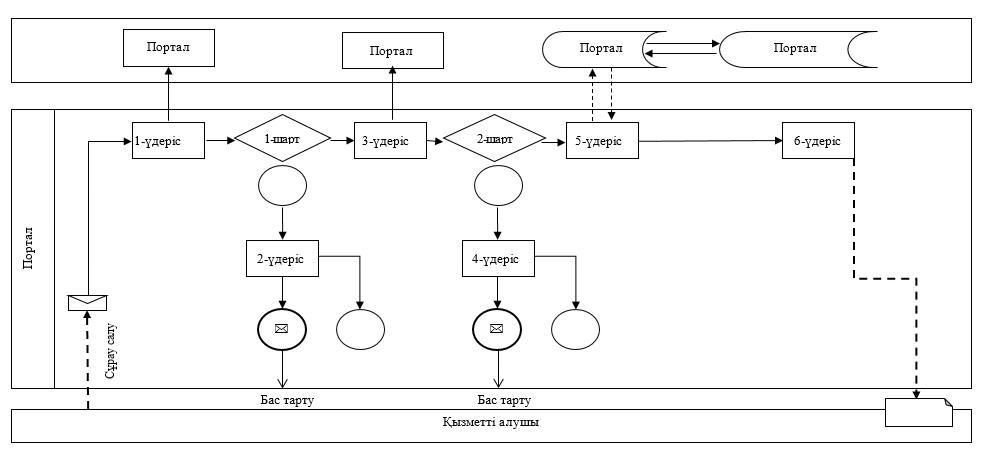 Портал
Портал
Портал
Портал
Портал
1-үдеріс
1-шарт
3-үдеріс
2-шарт
5-үдеріс
6-үдеріс
2-үдеріс
4-үдеріс
Сұрау салу
Бас тарту
Бас тарту
Қызметті алушы